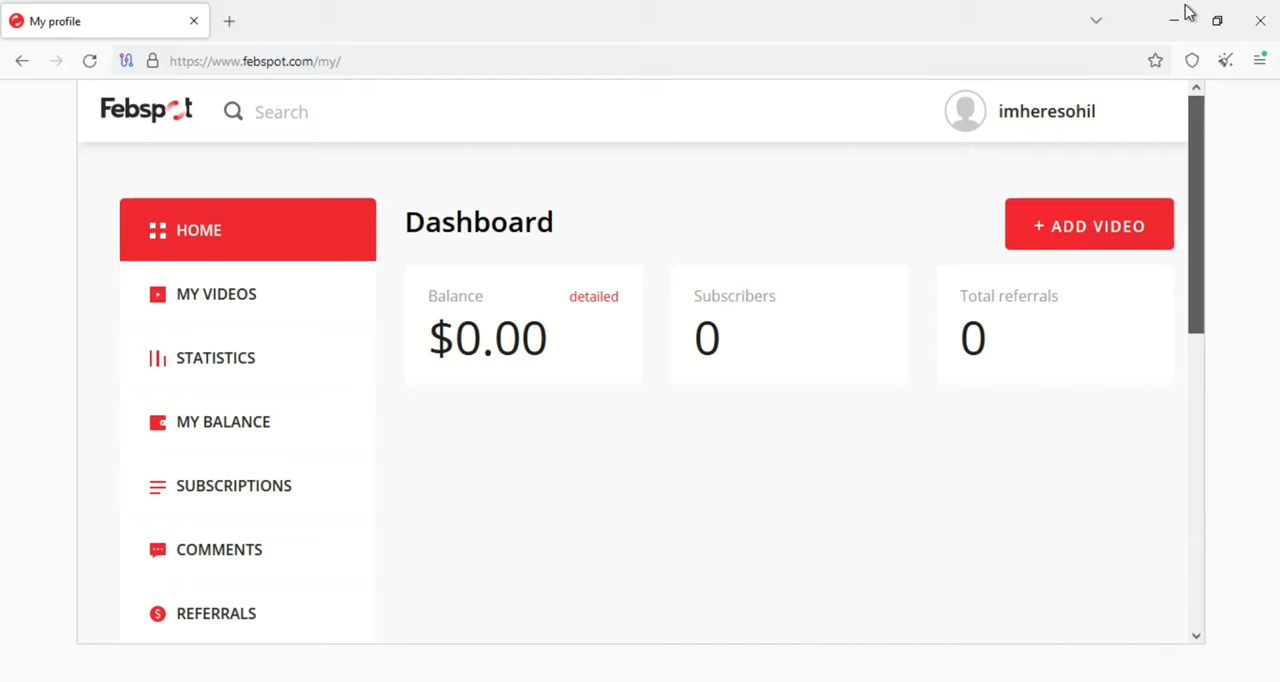 My profile
https://www.febspot.com/my/
Febspot
Search
imheresohil
HOME
MY VIDEOS
STATISTICS
MY BALANCE
SUBSCRIPTIONS
COMMENTS
REFERRALS
Dashboard
+ ADD VIDEO
Balance detailed
$0.00
Subscribers
0
Total referrals
0